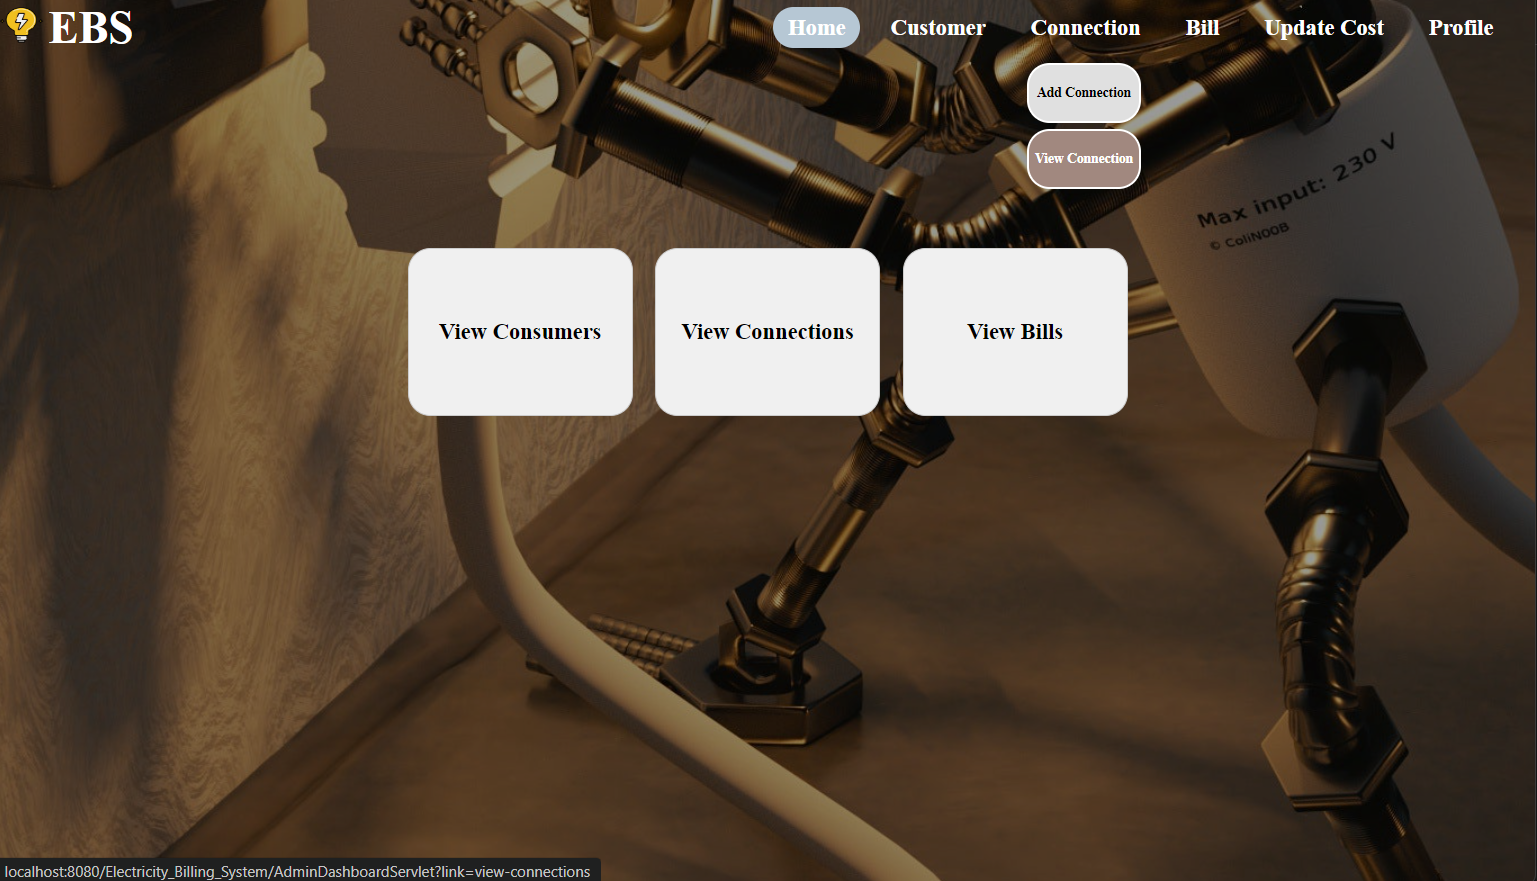 EBS
Home Customer Connection Bill Update Cost Profile
Add Connection
View Connection
Max input: 230 V
© ColiN00B
View Consumers View Connections View Bills
localhost:8080/Electricity_Billing_System/AdminDashboardServlet?link=view-connections